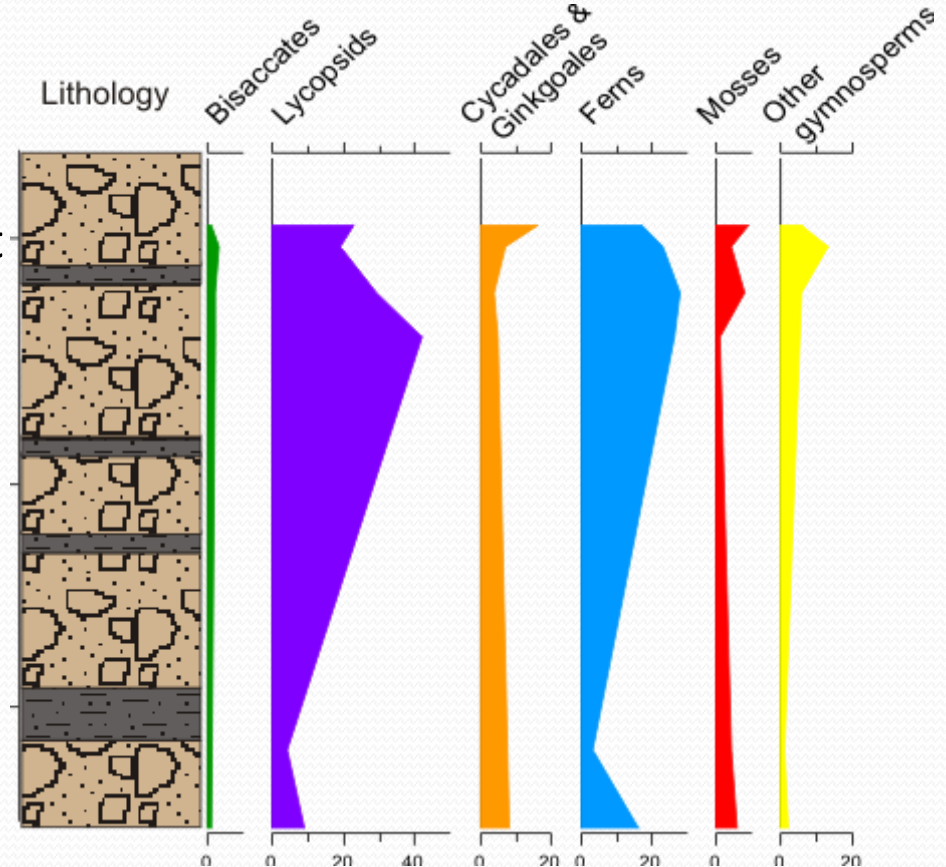 Lithology
Bisaccates
Lycopsids
Cycadales &
Ginkgoales
Ferns
Mosses
Other
gymnosperms
0 0 20 40 0 20 0 20 0 0 20